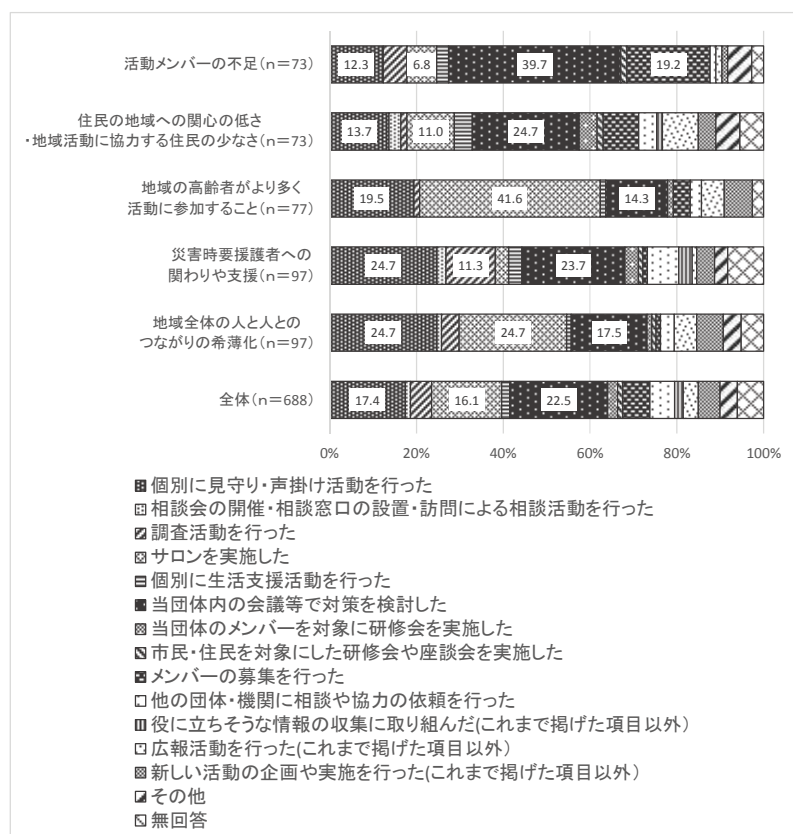 活動メンバーの不足(n=73)
12.3 6.8 39.7 19.2
住民の地域への関心の低さ
・地域活動に協力する住民の少なさ(n=73)
13.7 11.0 24.7
地域の高齢者がより多く
活動に参加すること(n=77)
19.5 41.6 14.3
災害時要援護者への
関わりや支援(n=97)
24.7 11.3 23.7
地域全体の人と人との
つながりの希薄化(n=97)
24.7 24.7 17.5
全体(n=688)
17.4 16.1 22.5
0% 20% 40% 60% 80% 100%
個別に見守り・声掛け活動を行った
相談会の開催・相談窓口の設置・訪問による相談活動を行った
調査活動を行った
サロンを実施した
個別に生活支援活動を行った
当団体内の会議等で対策を検討した
当団体のメンバーを対象に研修会を実施した
市民・住民を対象にした研修会や座談会を実施した
メンバーの募集を行った
他の団体・機関に相談や協力の依頼を行った
役に立ちそうな情報の収集に取り組んだ(これまで掲げた項目以外)
広報活動を行った(これまで掲げた項目以外)
新しい活動の企画や実施を行った(これまで掲げた項目以外)
その他
無回答